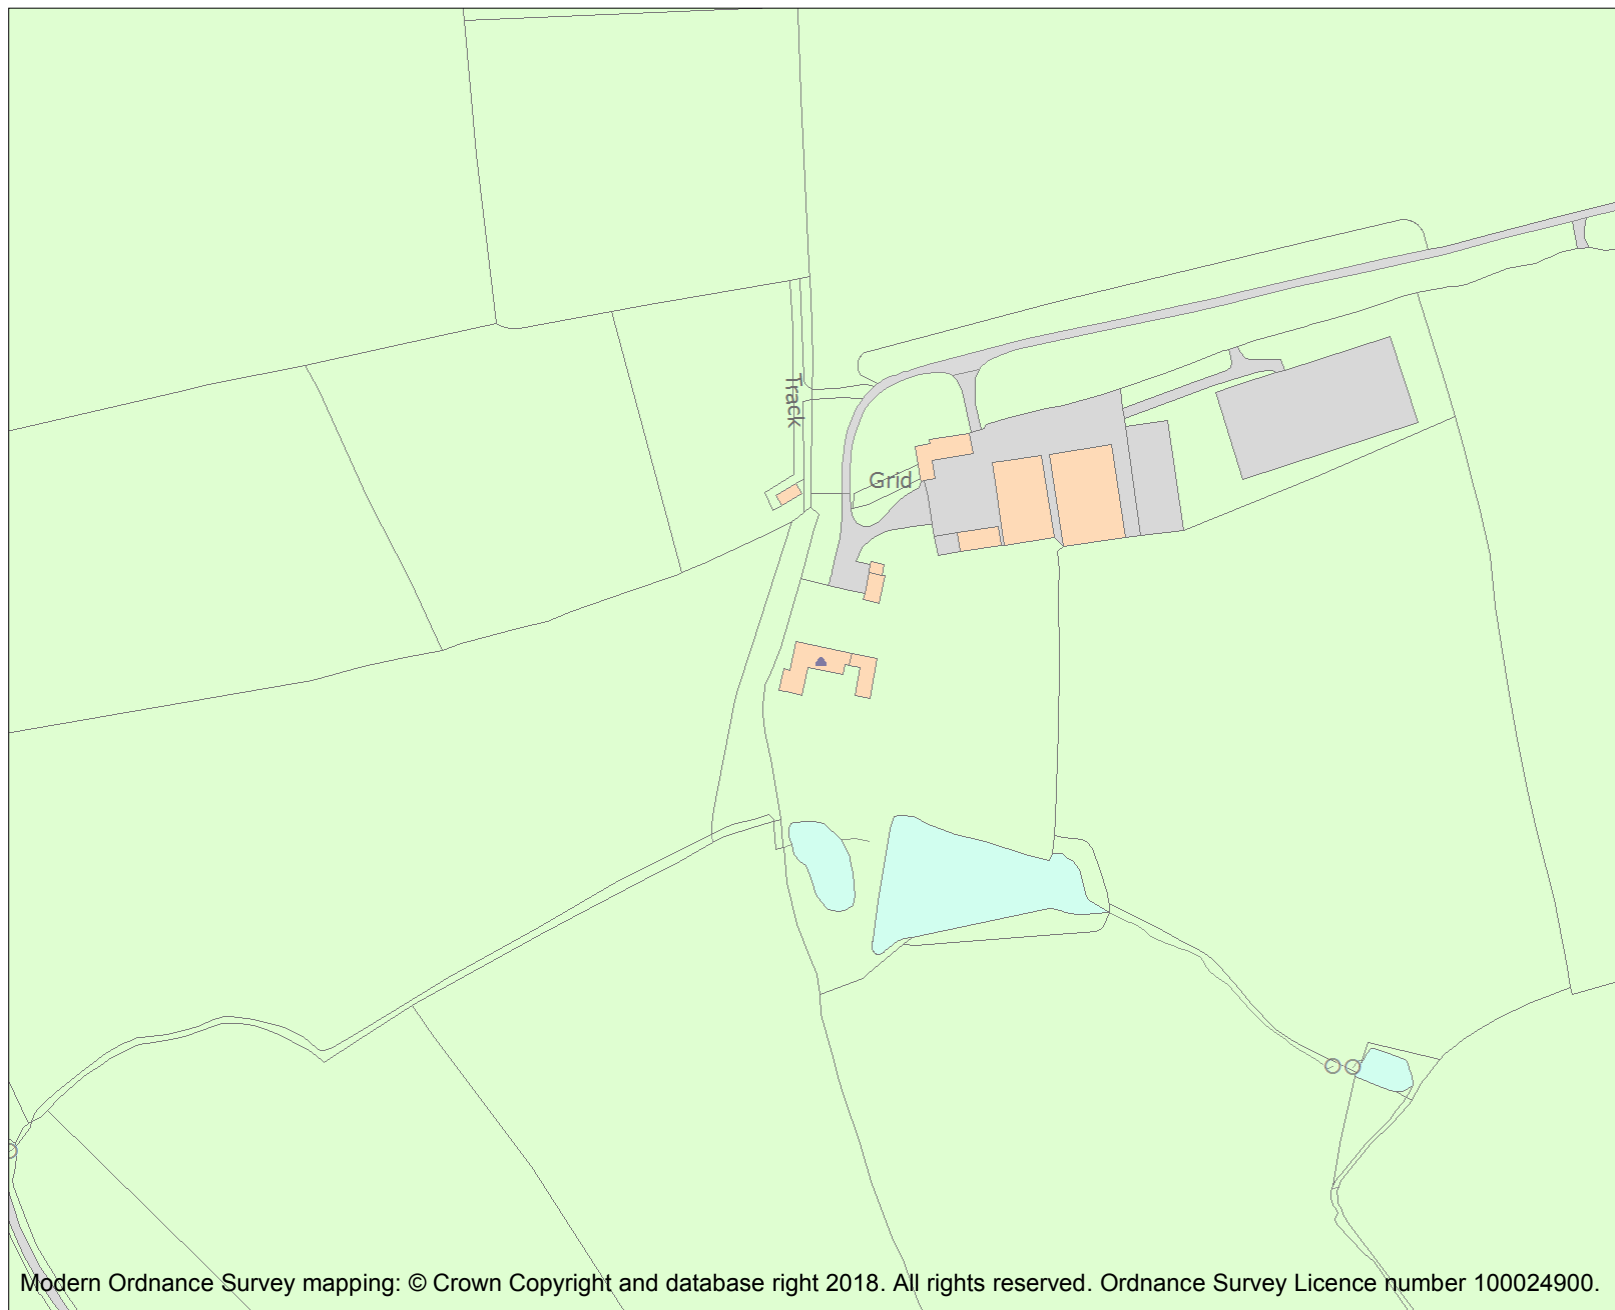 Track
Grid
Modern Ordnance Survey mapping: © Crown Copyright and database right 2018. All rights reserved. Ordnance Survey Licence number 100024900.